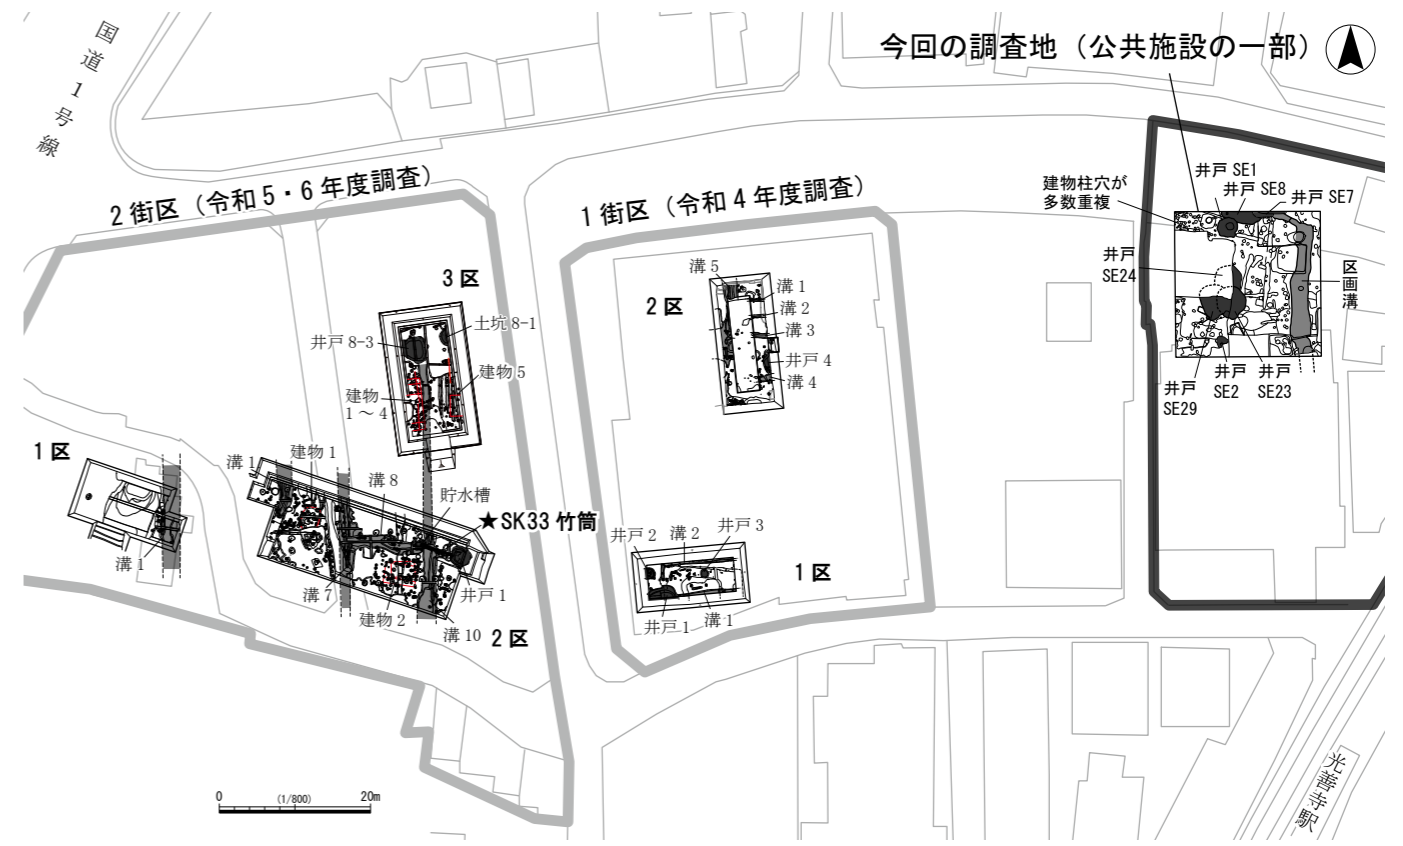 国道1号線
今回の調査地（公共施設の一部）
2街区（令和5・6年度調査）
1街区（令和4年度調査）
建物柱穴が
多数重複
井戸 SE1
井戸 SE8
井戸 SE7
井戸
SE24
区画溝
井戸
SE29
井戸
SE2
井戸
SE23
3区
土坑 8-1
井戸 8-3
建物 5
建物
1～4
2区
溝 5
溝 1
溝 2
溝 3
井戸 4
溝 4
1区
溝 1
溝 1
建物 1
溝 8
貯水槽
★SK33 竹筒
溝 7
建物 2
溝 10
井戸 1
2区
井戸 2
溝 2
井戸 3
1区
井戸 1
溝 1
0
(1/800)
20m
光善寺駅